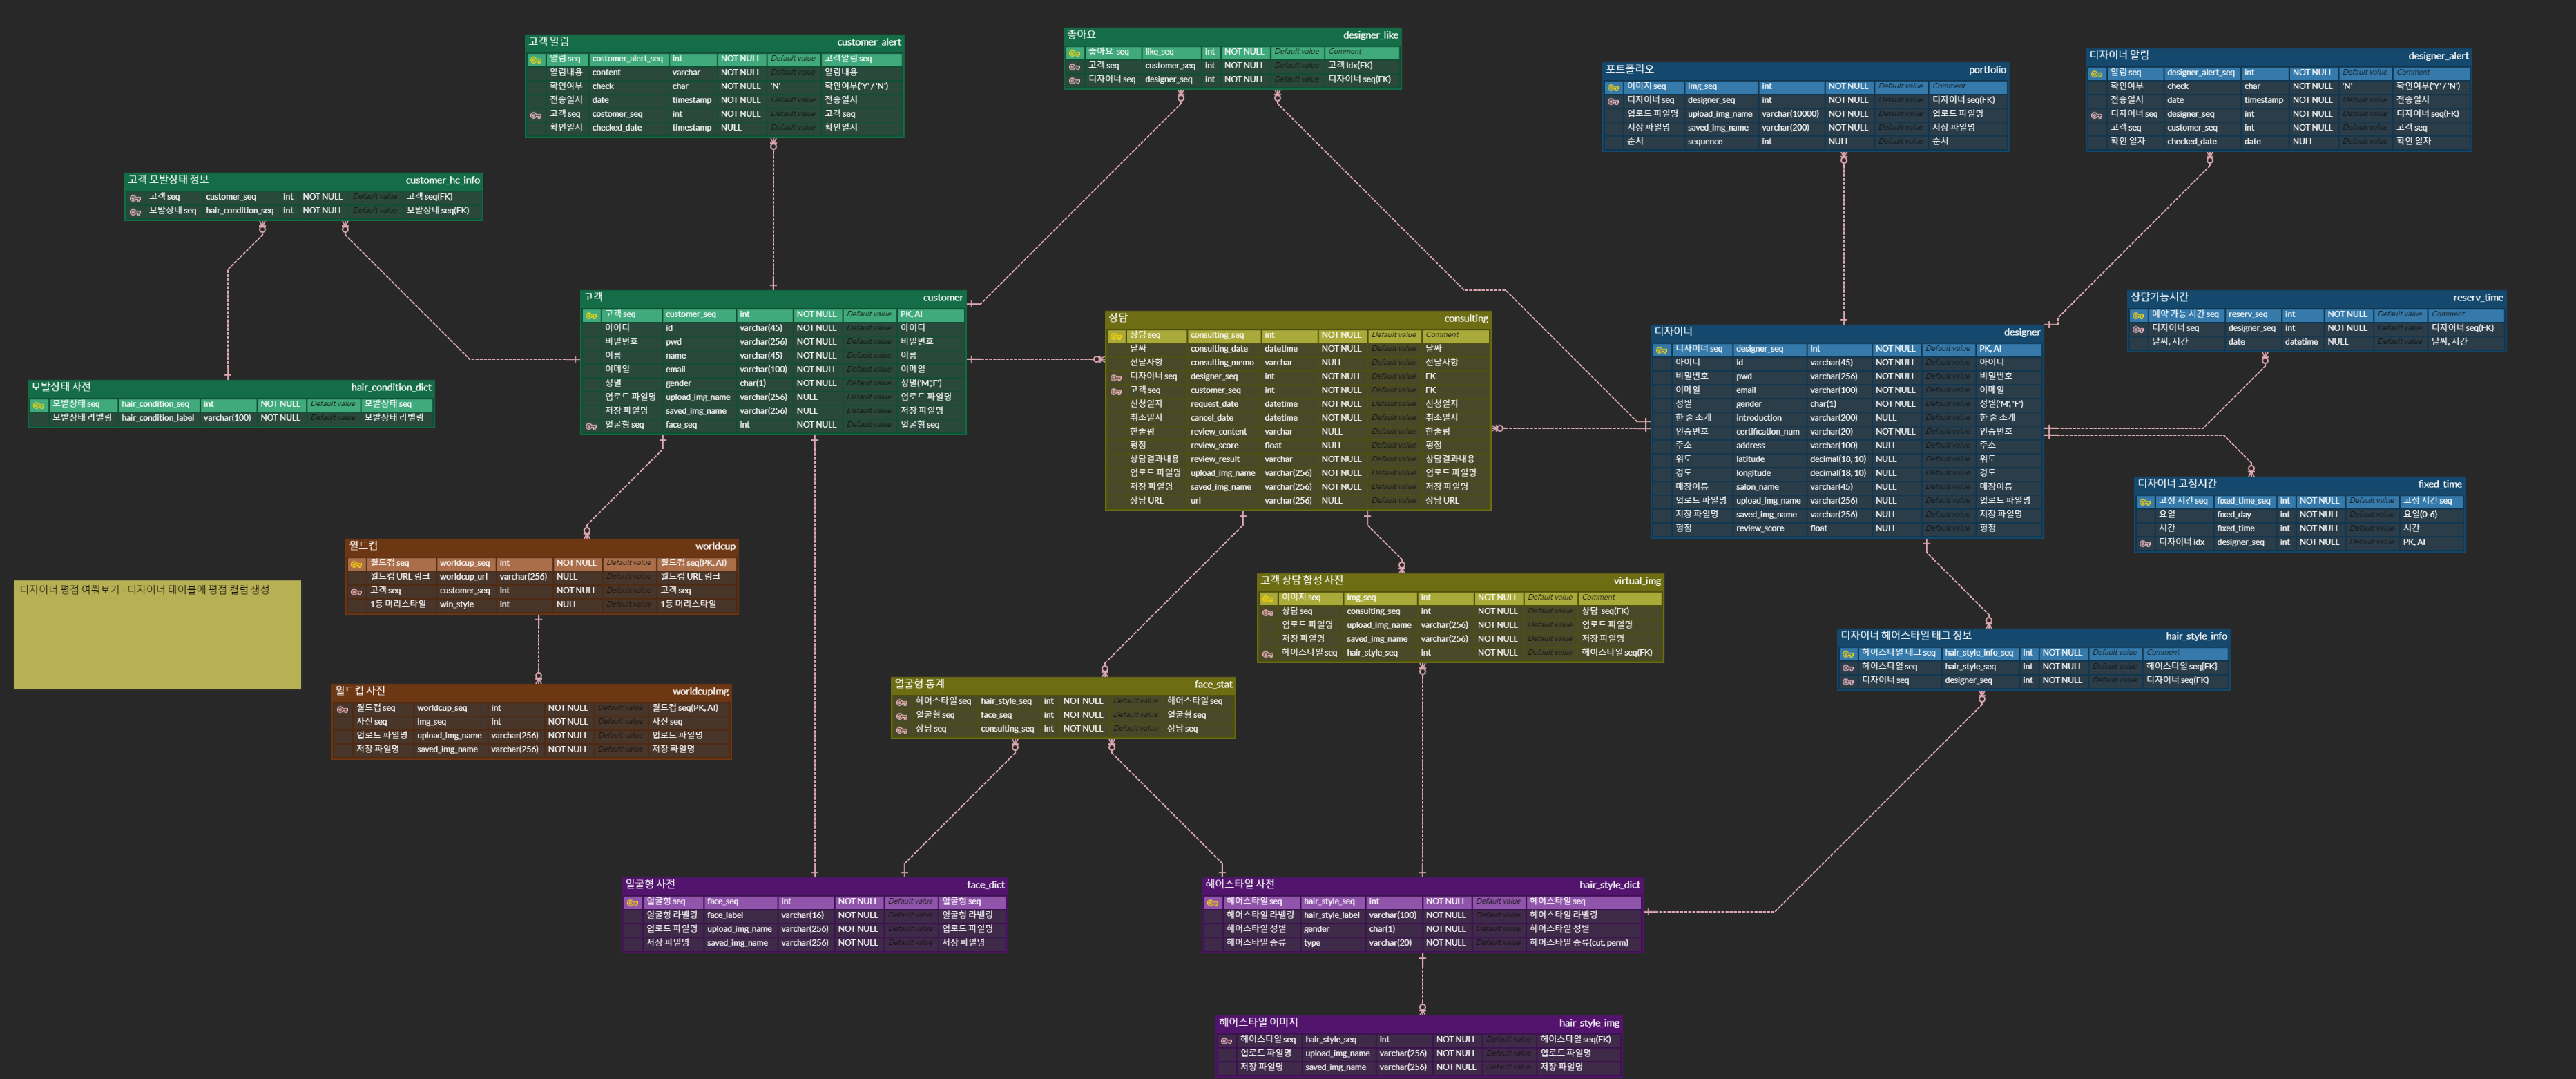 고객 알림 customer_alert
알림 seq costomer_alert_seq int NOT NULL Default value 고객알림 seq
알림내용 content varchar NOT NULL Default value 알림내용
확인여부 check char NOT NULL 'N' 확인여부('Y' / 'N')
전송일시 date timestamp NOT NULL Default value 전송일시
고객 seq costomer_seq int NOT NULL Default value 고객 seq
확인일시 checked_date timestamp NULL Default value 확인일시
좋아요 designer_like
좋아요 seq like_seq int NOT NULL Default value Comment
고객 seq customer_seq int NOT NULL Default value 고객 idx(FK)
디자이너 seq designer_seq int NOT NULL Default value 디자이너 seq(FK)
포트폴리오 portfolio
이미지 seq img_seq int NOT NULL Default value Comment
디자이너 seq designer_seq int NOT NULL Default value 디자이너 seq(FK)
업로드 파일명 upload_img_name varchar(10000) NOT NULL Default value 업로드 파일명
저장 파일명 saved_img_name varchar(200) NOT NULL Default value 저장 파일명
순서 sequence int NULL Default value 순서
디자이너 알림 designer_alert
알림 seq designer_alert_seq int NOT NULL Default value Comment
확인여부 check char NOT NULL 'N' 확인여부('Y' / 'N')
전송일시 date timestamp NOT NULL Default value 전송일시
디자이너 seq designer_seq int NOT NULL Default value 디자이너 seq(FK)
고객 seq customer_seq int NOT NULL Default value 고객 seq
확인 일자 checked_date date NULL Default value 확인 일자
고객 모발상태 정보 customer_hc_info
고객 seq customer_seq int NOT NULL Default value 고객 seq(FK)
모발상태 seq hair_condition_seq int NOT NULL Default value 모발상태 seq(FK)
고객 customer
고객 seq customer_seq int NOT NULL Default value PK, AI
아이디 id varchar(45) NOT NULL Default value 아이디
비밀번호 pwd varchar(256) NOT NULL Default value 비밀번호
이름 name varchar(45) NOT NULL Default value 이름
이메일 email varchar(100) NOT NULL Default value 이메일
성별 gender char(1) NOT NULL Default value 성별('M','F')
업로드 파일명 upload_img_name varchar(256) NULL Default value 업로드 파일명
저장 파일명 saved_img_name varchar(256) NULL Default value 저장 파일명
얼굴형 seq face_seq int NOT NULL Default value 얼굴형 seq
상담 consulting
상담 seq consulting_seq int NOT NULL Default value Comment
날짜 consulting_date datetime NOT NULL Default value 날짜
전달사항 consulting_memo varchar NULL Default value 전달사항
디자이너 seq designer_seq int NOT NULL Default value FK
고객 seq customer_seq int NOT NULL Default value FK
신청일자 request_date datetime NOT NULL Default value 신청일자
취소일자 cancel_date datetime NOT NULL Default value 취소일자
한줄평 review_content varchar NULL Default value 한줄평
평점 review_score float NULL Default value 평점
상담결과내용 review_result varchar NOT NULL Default value 상담결과내용
업로드 파일명 upload_img_name varchar(256) NOT NULL Default value 업로드 파일명
저장 파일명 saved_img_name varchar(256) NOT NULL Default value 저장 파일명
상담 URL url varchar(256) NULL Default value 상담 URL
디자이너 designer
디자이너 seq designer_seq int NOT NULL Default value PK, AI
아이디 id varchar(45) NOT NULL Default value 아이디
비밀번호 pwd varchar(256) NOT NULL Default value 비밀번호
이메일 email varchar(100) NOT NULL Default value 이메일
성별 gender char(1) NOT NULL Default value 성별('M', 'F')
한 줄 소개 introduction varchar(200) NULL Default value 한 줄 소개
인증번호 certification_num varchar(20) NOT NULL Default value 인증번호
주소 address varchar(100) NULL Default value 주소
위도 latitude decimal(18, 10) NULL Default value 위도
경도 longitude decimal(18, 10) NULL Default value 경도
매장이름 salon_name varchar(45) NULL Default value 매장이름
업로드 파일명 upload_img_name varchar(256) NULL Default value 업로드 파일명
저장 파일명 saved_img_name varchar(256) NULL Default value 저장 파일명
평점 review_score float NULL Default value 평점
상담가능시간 reserv_time
예약 가능 시간 seq reserv_seq int NOT NULL Default value Comment
디자이너 seq designer_seq int NOT NULL Default value 디자이너 seq(FK)
날짜, 시간 date datetime NULL Default value 날짜, 시간
모발상태 사전 hair_condition_dict
모발상태 seq hair_condition_seq int NOT NULL Default value 모발상태 seq
모발상태 라벨링 hair_condition_label varchar(100) NOT NULL Default value 모발상태 라벨링
디자이너 고정시간 fixed_time
고정 시간 seq fixed_time_seq int NOT NULL Default value 고정 시간 seq
요일 fixed_day int NOT NULL Default value 요일(0-6)
시간 fixed_time int NOT NULL Default value 시간
디자이너 idx designer_seq int NOT NULL Default value PK, AI
월드컵 worldcup
월드컵 seq worldcup_seq int NOT NULL Default value 월드컵 seq(PK, AI)
월드컵 URL 링크 worldcup_url varchar(256) NULL Default value 월드컵 URL 링크
고객 seq customer_seq int NOT NULL Default value 고객 seq
1등 머리스타일 win_style int NULL Default value 1등 머리스타일
디자이너 평점 여쭤보기 - 디자이너 테이블에 평점 컬럼 생성
고객 상담 합성 사진 virtual_img
이미지 seq img_seq int NOT NULL Default value Comment
상담 seq consulting_seq int NOT NULL Default value 상담 seq(FK)
업로드 파일명 upload_img_name varchar(256) NOT NULL Default value 업로드 파일명
저장 파일명 saved_img_name varchar(256) NOT NULL Default value 저장 파일명
헤어스타일 seq hair_style_seq int NOT NULL Default value 헤어스타일 seq(FK)
디자이너 헤어스타일 태그 정보 hair_style_info
헤어스타일 태그 seq hair_style_info_seq int NOT NULL Default value Comment
헤어스타일 seq hair_style_seq int NOT NULL Default value 헤어스타일 seq[FK]
디자이너 seq designer_seq int NOT NULL Default value 디자이너 seq(FK)
월드컵 사진 worldcupImg
월드컵 seq worldcup_seq int NOT NULL Default value 월드컵 seq(PK, AI)
사진 seq img_seq int NOT NULL Default value 사진 seq
업로드 파일명 upload_img_name varchar(256) NOT NULL Default value 업로드 파일명
저장 파일명 saved_img_name varchar(256) NOT NULL Default value 저장 파일명
얼굴형 통계 face_stat
헤어스타일 seq hair_style_seq int NOT NULL Default value 헤어스타일 seq
얼굴형 seq face_seq int NOT NULL Default value 얼굴형 seq
상담 seq consulting_seq int NOT NULL Default value 상담 seq
얼굴형 사전 face_dict
얼굴형 seq face_seq int NOT NULL Default value 얼굴형 seq
얼굴형 라벨링 face_label varchar(16) NOT NULL Default value 얼굴형 라벨링
업로드 파일명 upload_img_name varchar(256) NOT NULL Default value 업로드 파일명
저장 파일명 saved_img_name varchar(256) NOT NULL Default value 저장 파일명
헤어스타일 사전 hair_style_dict
헤어스타일 seq hair_style_seq int NOT NULL Default value 헤어스타일 seq
헤어스타일 라벨링 hair_style_label varchar(100) NOT NULL Default value 헤어스타일 라벨링
헤어스타일 성별 gender char(1) NOT NULL Default value 헤어스타일 성별
헤어스타일 종류 type varchar(20) NOT NULL Default value 헤어스타일 종류(cut, perm)
헤어스타일 이미지 hair_style_img
헤어스타일 seq hair_style_seq int NOT NULL Default value 헤어스타일 seq(FK)
업로드 파일명 upload_img_name varchar(256) NOT NULL Default value 업로드 파일명
저장 파일명 saved_img_name varchar(256) NOT NULL Default value 저장 파일명